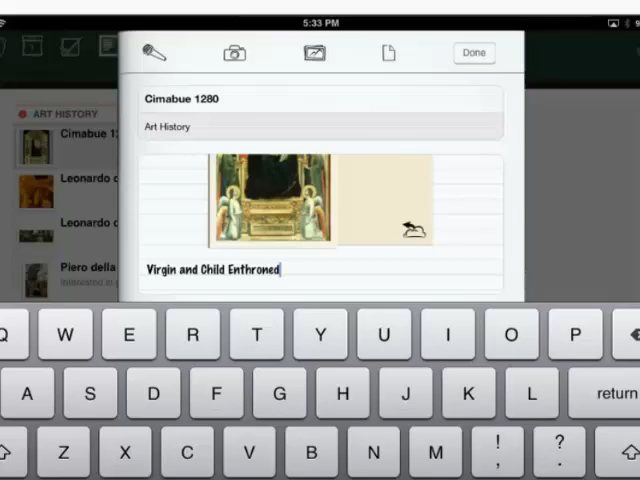 5:33 PM
Done
Cimabue 1280
Art History
ART HISTORY
Cimabue 12
Leonardo d
Leonardo d
Piero della
Virgin and Child Enthroned
Q W E R T Y U I O P
A S D F G H J K L return
Z X C V B N M ! , ? .